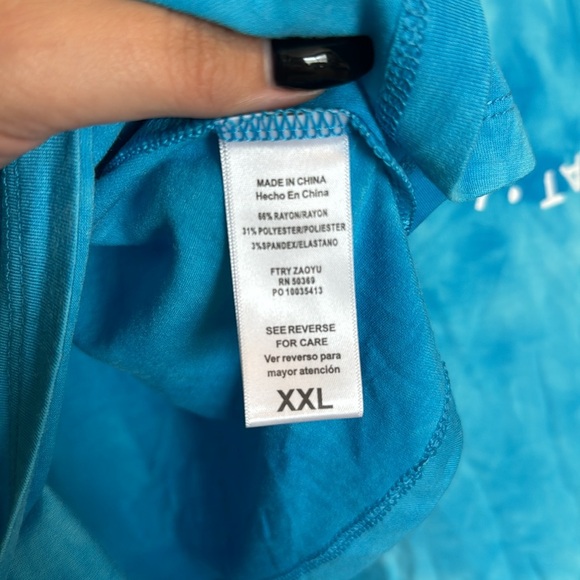 MADE IN CHINA
Hecho En China
66% RAYON/RAYON
31% POLYESTER/POLIESTER
3%SPANDEX/ELASTANO
FTRY ZAOYU
RN 50369
PO 10035413
SEE REVERSE
FOR CARE
Ver reverso para
mayor atención
XXL